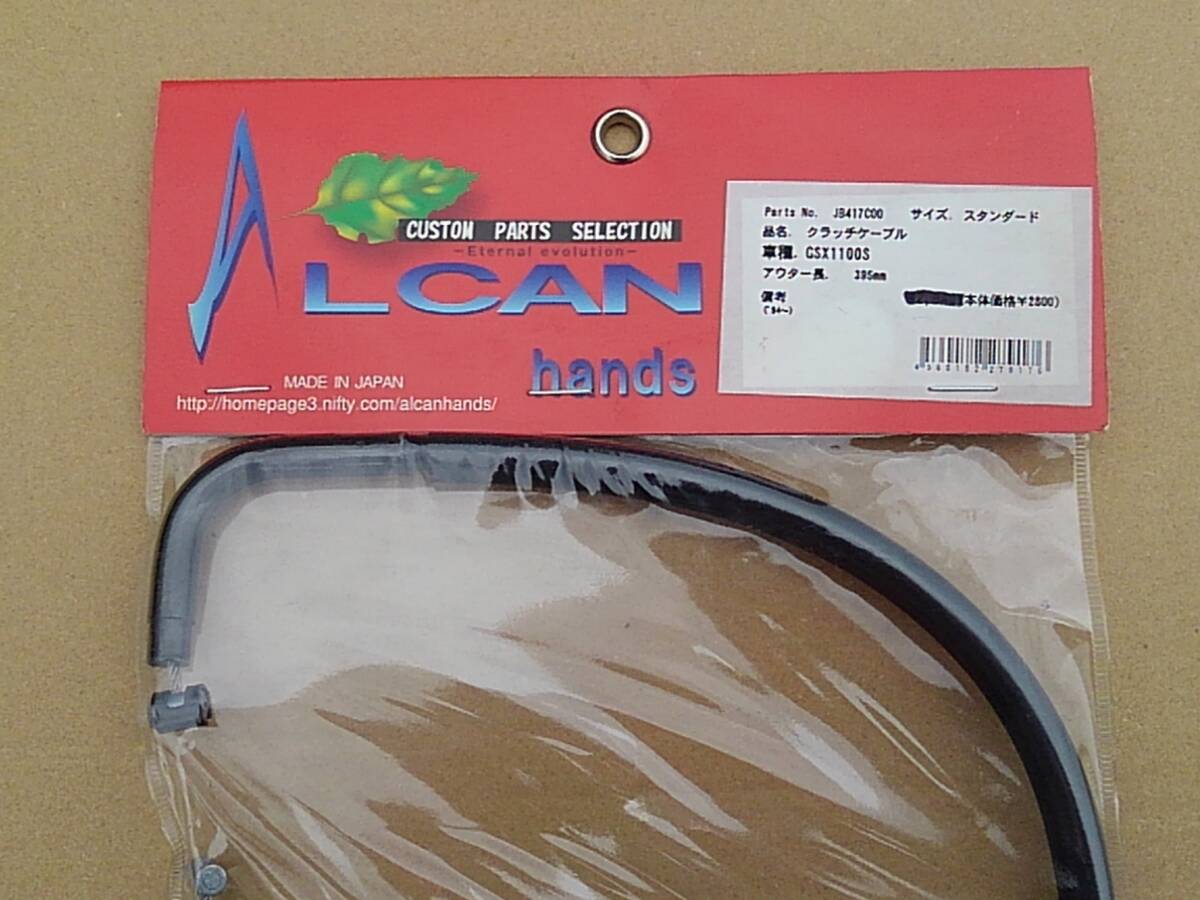 CUSTOM PARTS SELECTION
-Eternal evolution-
ALCAN
hands
MADE IN JAPAN
http://homepage3.nifty.com/alcanhands/
Parts No. JB417C00 サイズ. スタンダード
品名. クラッチケーブル
車種. GSX1100S
アウター長. 395mm
備考 (本体価格¥2800)
('94~)